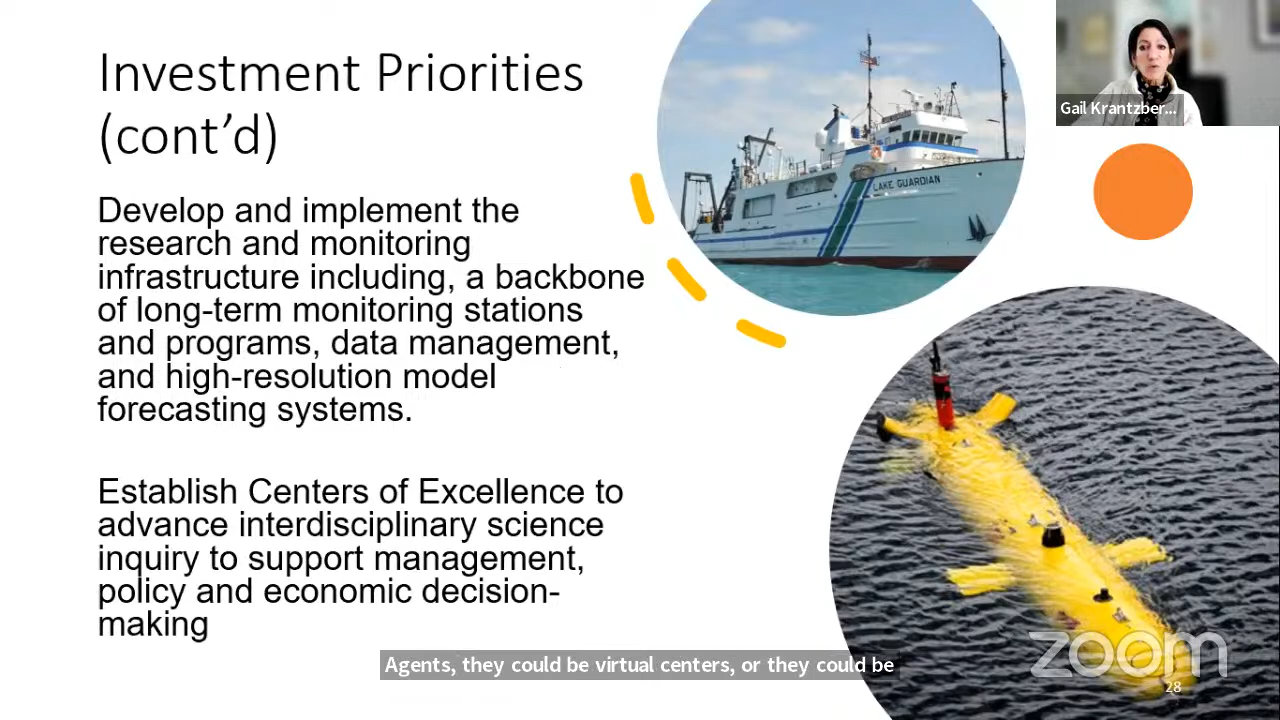 Investment Priorities
(cont’d)
Develop and implement the
research and monitoring
infrastructure including, a backbone
of long-term monitoring stations
and programs, data management,
and high-resolution model
forecasting systems.
Establish Centers of Excellence to
advance interdisciplinary science
inquiry to support management,
policy and economic decision-
making
LAKE GUARDIAN
Gail Krantzber...
Agents, they could be virtual centers, or they could be
zoom
28